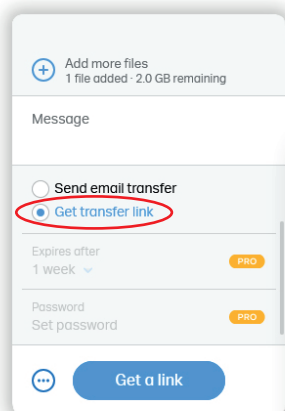 Add more files
1 file added · 2.0 GB remaining
Message
Send email transfer
Get transfer link
Expires after
1 week
PRO
Password
Set password
PRO
Get a link